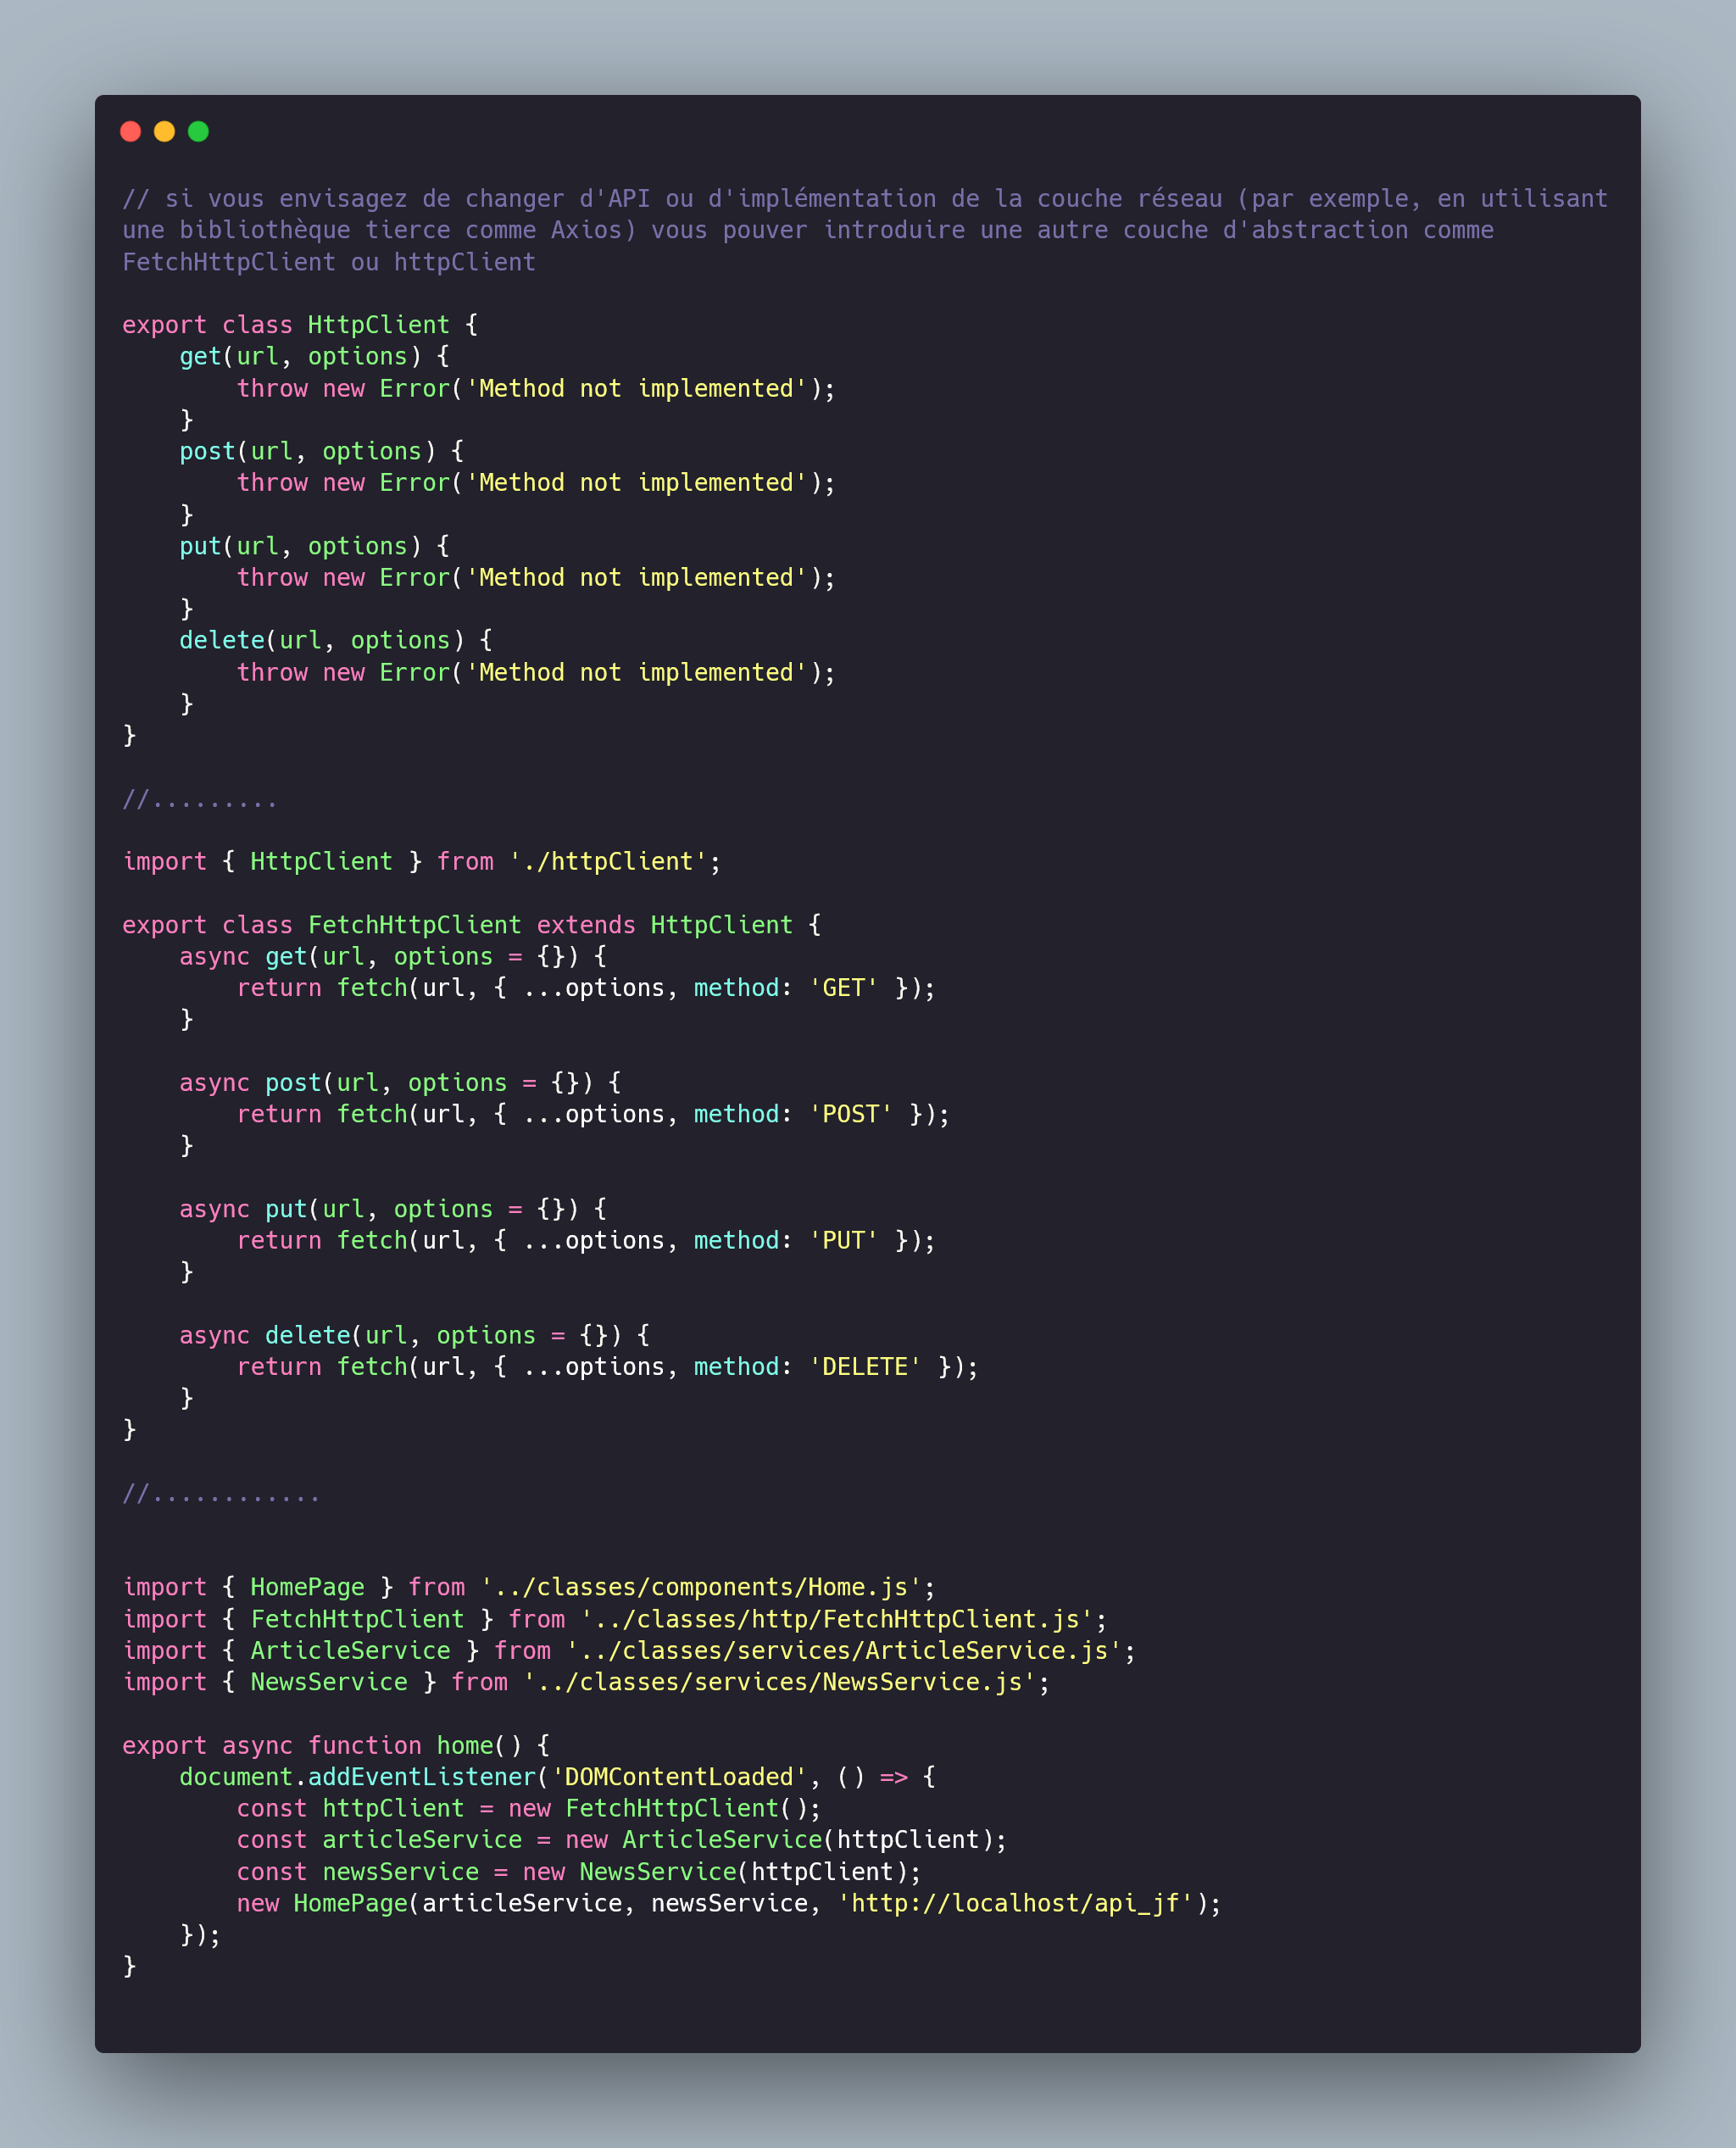 // si vous envisagez de changer d'API ou d'implémentation de la couche réseau (par exemple, en utilisant
une bibliothèque tierce comme Axios) vous pouver introduire une autre couche d'abstraction comme
FetchHttpClient ou httpClient

export class HttpClient {
    get(url, options) {
        throw new Error('Method not implemented');
    }
    post(url, options) {
        throw new Error('Method not implemented');
    }
    put(url, options) {
        throw new Error('Method not implemented');
    }
    delete(url, options) {
        throw new Error('Method not implemented');
    }
}

//.........

import { HttpClient } from './httpClient';

export class FetchHttpClient extends HttpClient {
    async get(url, options = {}) {
        return fetch(url, { ...options, method: 'GET' });
    }

    async post(url, options = {}) {
        return fetch(url, { ...options, method: 'POST' });
    }

    async put(url, options = {}) {
        return fetch(url, { ...options, method: 'PUT' });
    }

    async delete(url, options = {}) {
        return fetch(url, { ...options, method: 'DELETE' });
    }
}

//............

import { HomePage } from '../classes/components/Home.js';
import { FetchHttpClient } from '../classes/http/FetchHttpClient.js';
import { ArticleService } from '../classes/services/ArticleService.js';
import { NewsService } from '../classes/services/NewsService.js';

export async function home() {
    document.addEventListener('DOMContentLoaded', () => {
        const httpClient = new FetchHttpClient();
        const articleService = new ArticleService(httpClient);
        const newsService = new NewsService(httpClient);
        new HomePage(articleService, newsService, 'http://localhost/api_jf');
    });
}